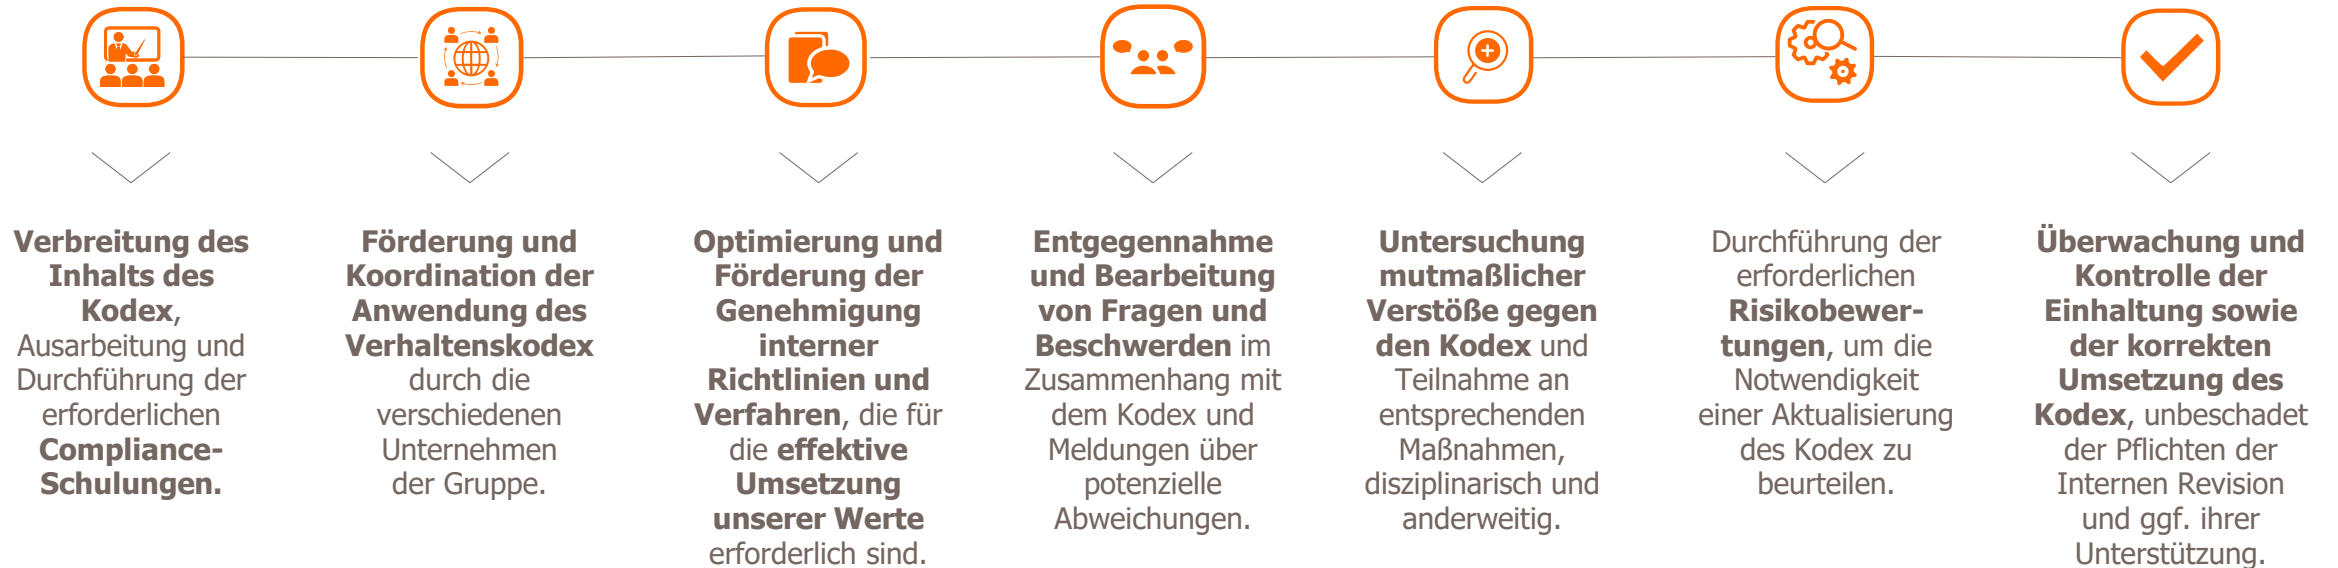 Verbreitung des
Inhalts des
Kodex,
Ausarbeitung und
Durchführung der
erforderlichen
Compliance-
Schulungen.
Förderung und
Koordination der
Anwendung des
Verhaltenskodex
durch die
verschiedenen
Unternehmen
der Gruppe.
Optimierung und
Förderung der
Genehmigung
interner
Richtlinien und
Verfahren, die für
die effektive
Umsetzung
unserer Werte
erforderlich sind.
Entgegennahme
und Bearbeitung
von Fragen und
Beschwerden im
Zusammenhang mit
dem Kodex und
Meldungen über
potenzielle
Abweichungen.
Untersuchung
mutmaßlicher
Verstöße gegen
den Kodex und
Teilnahme an
entsprechenden
Maßnahmen,
disziplinarisch und
anderweitig.
Durchführung der
erforderlichen
Risikobewer-
tungen, um die
Notwendigkeit
einer Aktualisierung
des Kodex zu
beurteilen.
Überwachung und
Kontrolle der
Einhaltung sowie
der korrekten
Umsetzung des
Kodex, unbeschadet
der Pflichten der
Internen Revision
und ggf. ihrer
Unterstützung.